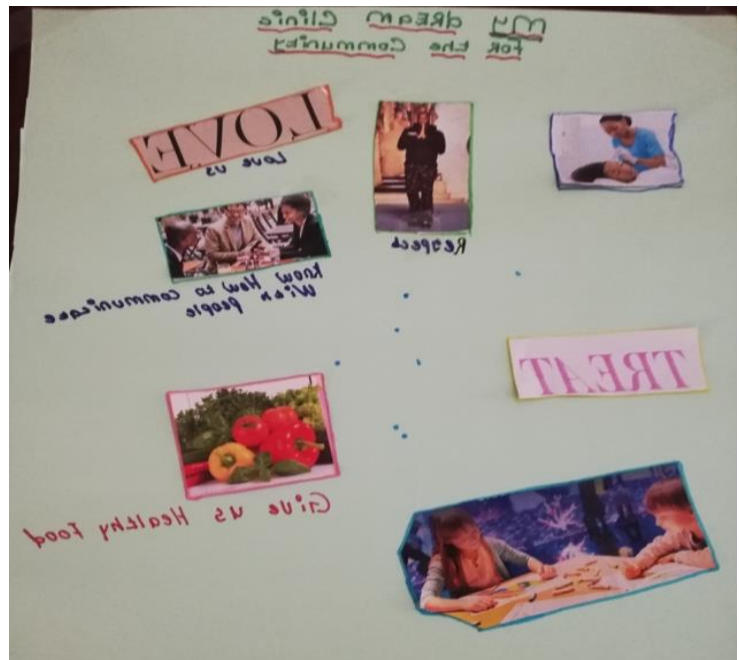 My dREAM Clinic
FOR the Community
LOVE
Love us
Respect
Know How to communicate
With people
TREAT
Give us Healthy Food